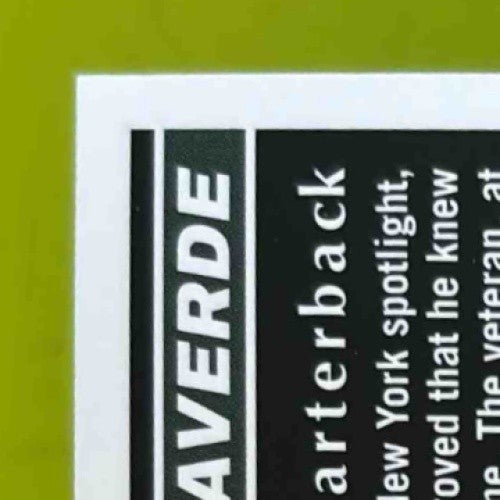 AVERDE
arterback
New York spotlight,
oved that he knew
e. The veteran, at